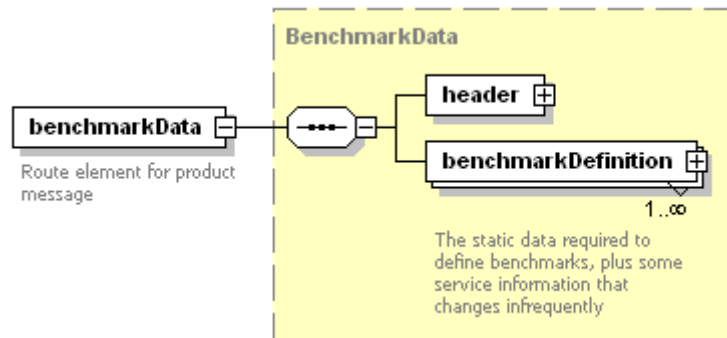 BenchmarkData
header
benchmarkData
benchmarkDefinition
Route element for product
message
1..∞
The static data required to
define benchmarks, plus some
service information that
changes infrequently